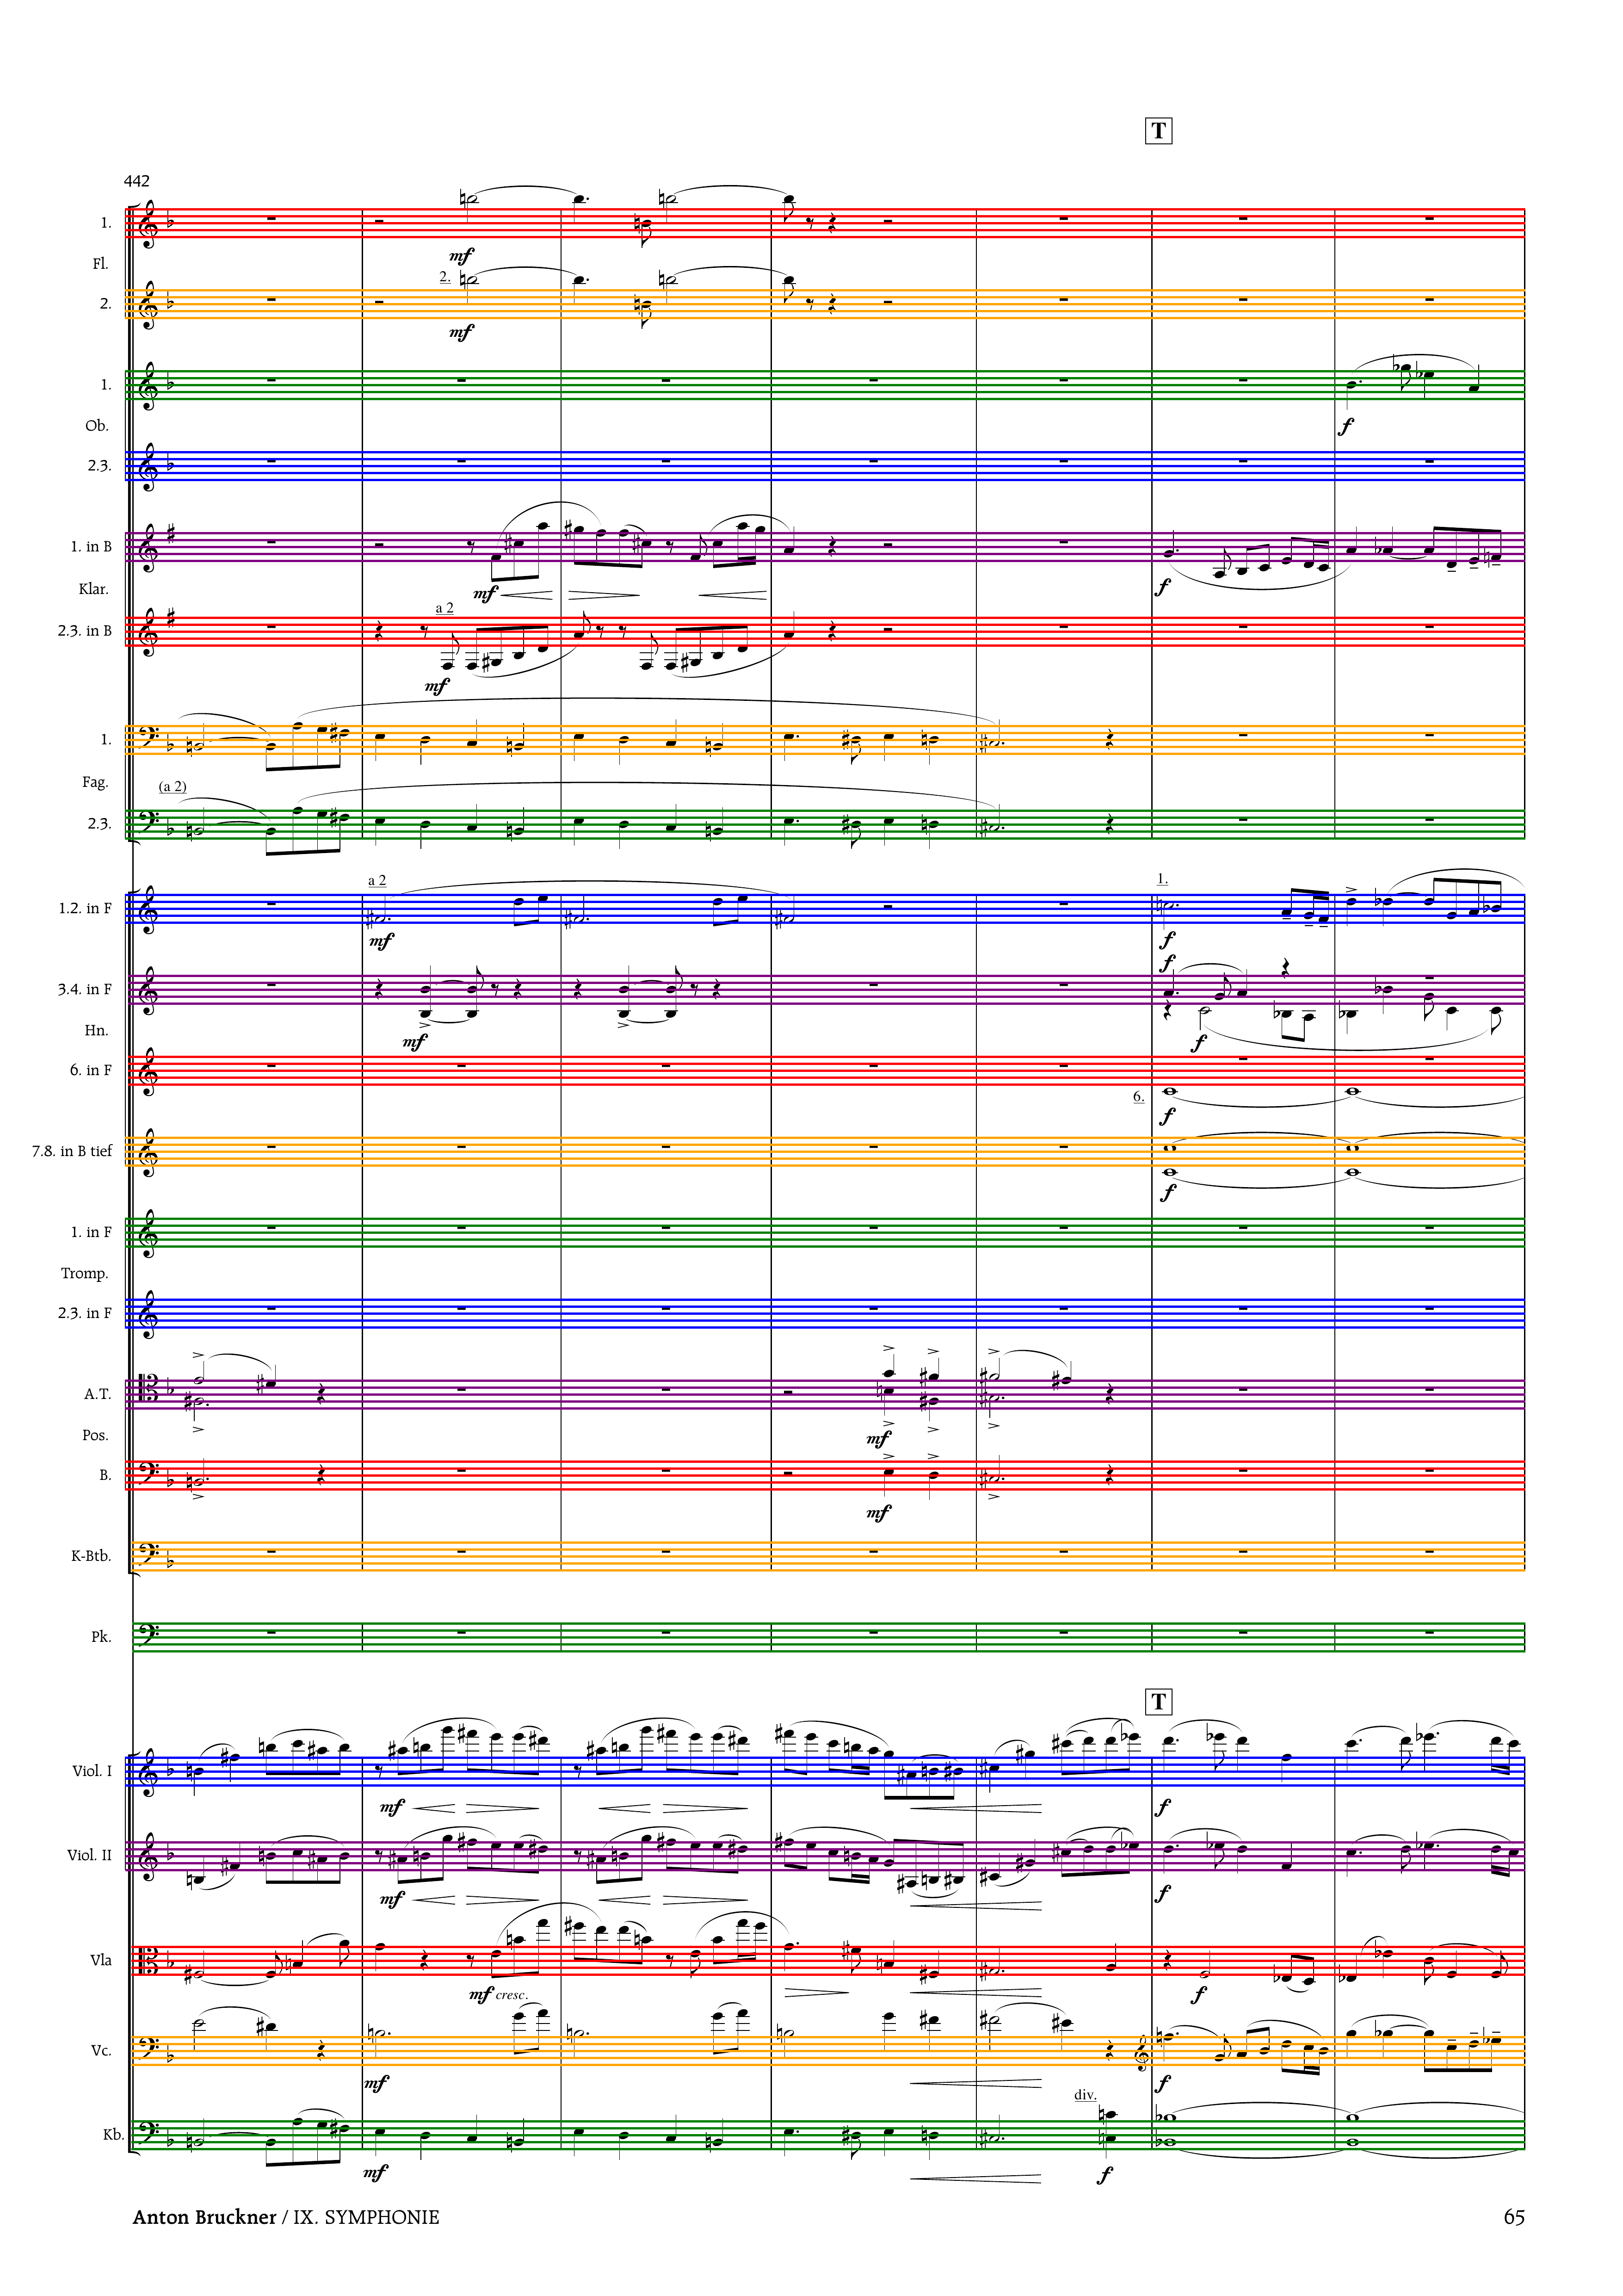 T
442
1.
mf
Fl.
2.
2.
mf
1.
f
Ob.
2.3.
1. in B
mf
f
Klar.
a 2
2.3. in B
mf
1.
Fag.
(a 2)
2.3.
a 2
1.
1.2. in F
mf
f
f
3.4. in F
mf
f
Hn.
6. in F
6.
f
7.8. in B tief
f
1. in F
Tromp.
2.3. in F
A.T.
mf
Pos.
B.
mf
K-Btb.
Pk.
T
Viol. I
mf
f
Viol. II
mf
f
Vla
mf cresc.
f
Vc.
mf
f
div.
Kb.
mf
f
Anton Bruckner / IX. SYMPHONIE
65